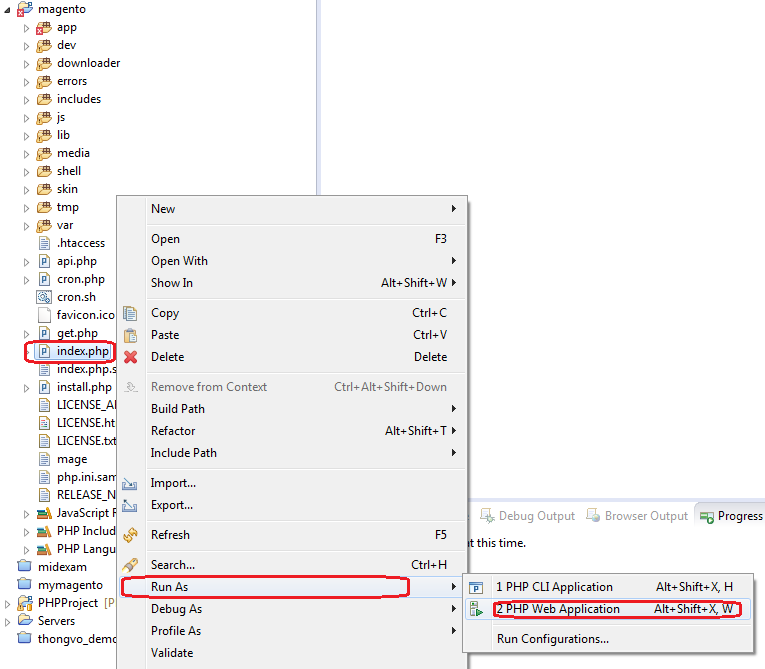 magento
app
dev
downloader
errors
includes
js
lib
media
shell
skin
tmp
var
.htaccess
api.php
cron.php
cron.sh
favicon.ico
get.php
index.php
index.php.s
install.php
LICENSE_AF
LICENSE.ht
LICENSE.txt
mage
php.ini.sam
RELEASE_N
JavaScript R
PHP Includ
PHP Langu
midexam
mymagento
PHPProject [P
Servers
thongvo_demo
New
Open F3
Open With
Show In Alt+Shift+W
Copy Ctrl+C
Paste Ctrl+V
Delete Delete
Remove from Context Ctrl+Alt+Shift+Down
Build Path
Refactor Alt+Shift+T
Include Path
Import...
Export...
Refresh F5
Search... Ctrl+H
Run As
Debug As
Profile As
Validate
Debug Output Browser Output Progress
at this time.
1 PHP CLI Application Alt+Shift+X, H
2 PHP Web Application Alt+Shift+X, W
Run Configurations...